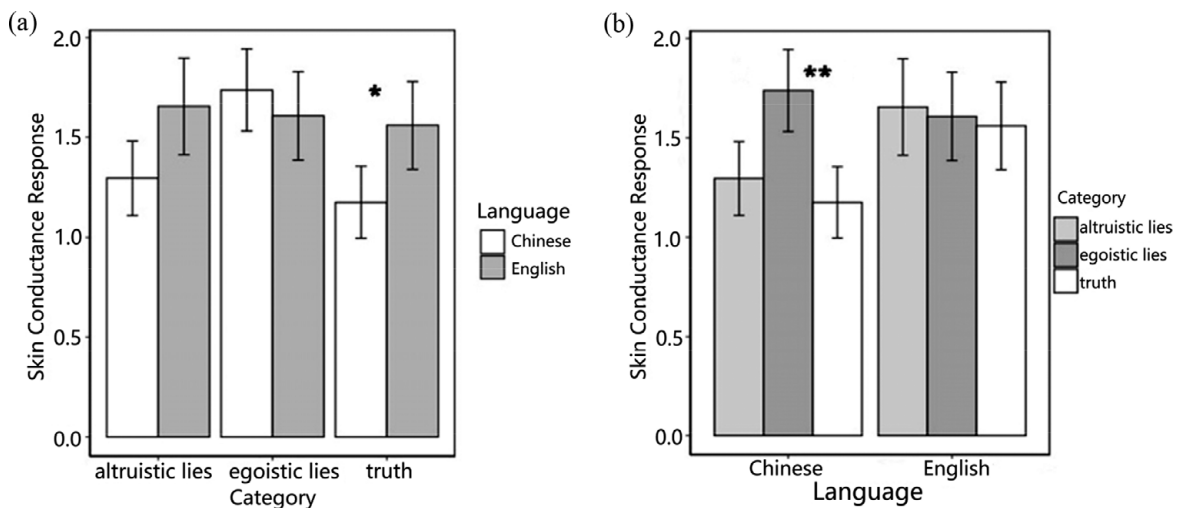 (a)
Skin Conductance Response
2.0
1.5
1.0
0.5
0.0
*
altruistic lies egoistic lies truth
Category
Language
Chinese
English
(b)
Skin Conductance Response
2.0
1.5
1.0
0.5
0.0
**
Chinese English
Language
Category
altruistic lies
egoistic lies
truth